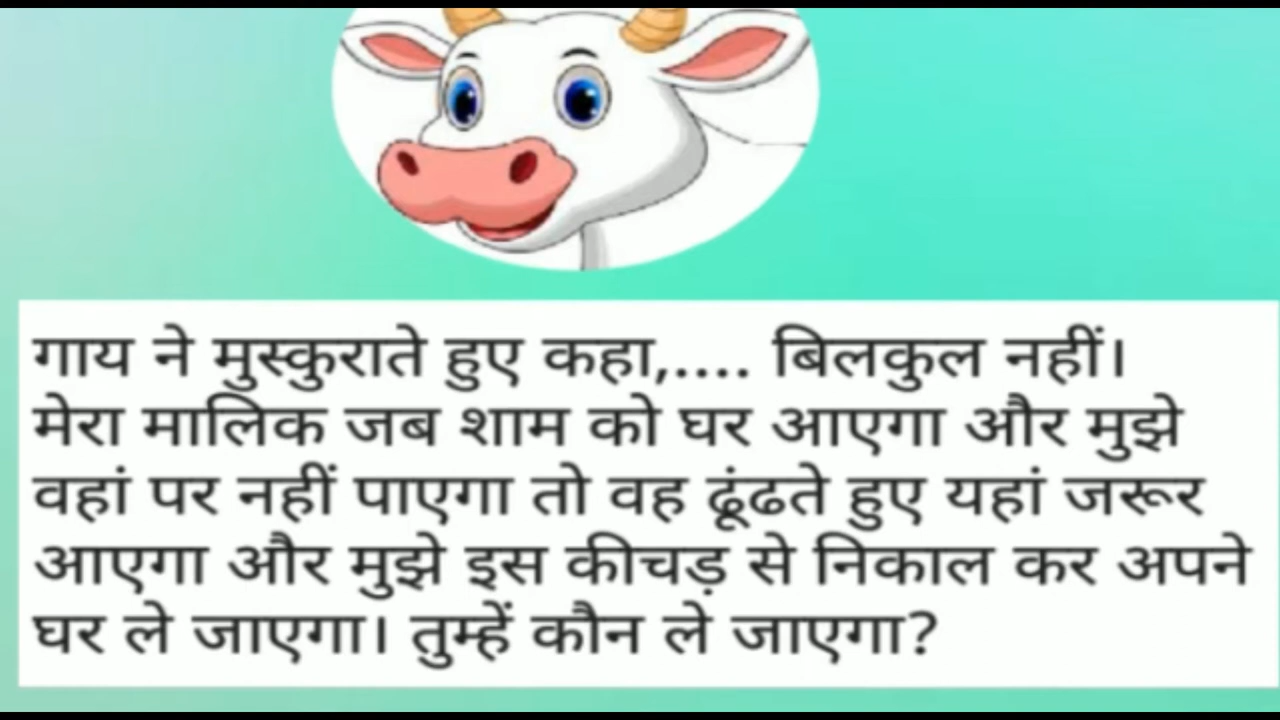 गाय ने मुस्कुराते हुए कहा,.... बिलकुल नहीं।
मेरा मालिक जब शाम को घर आएगा और मुझे
वहां पर नहीं पाएगा तो वह ढूंढते हुए यहां जरूर
आएगा और मुझे इस कीचड़ से निकाल कर अपने
घर ले जाएगा। तुम्हें कौन ले जाएगा?